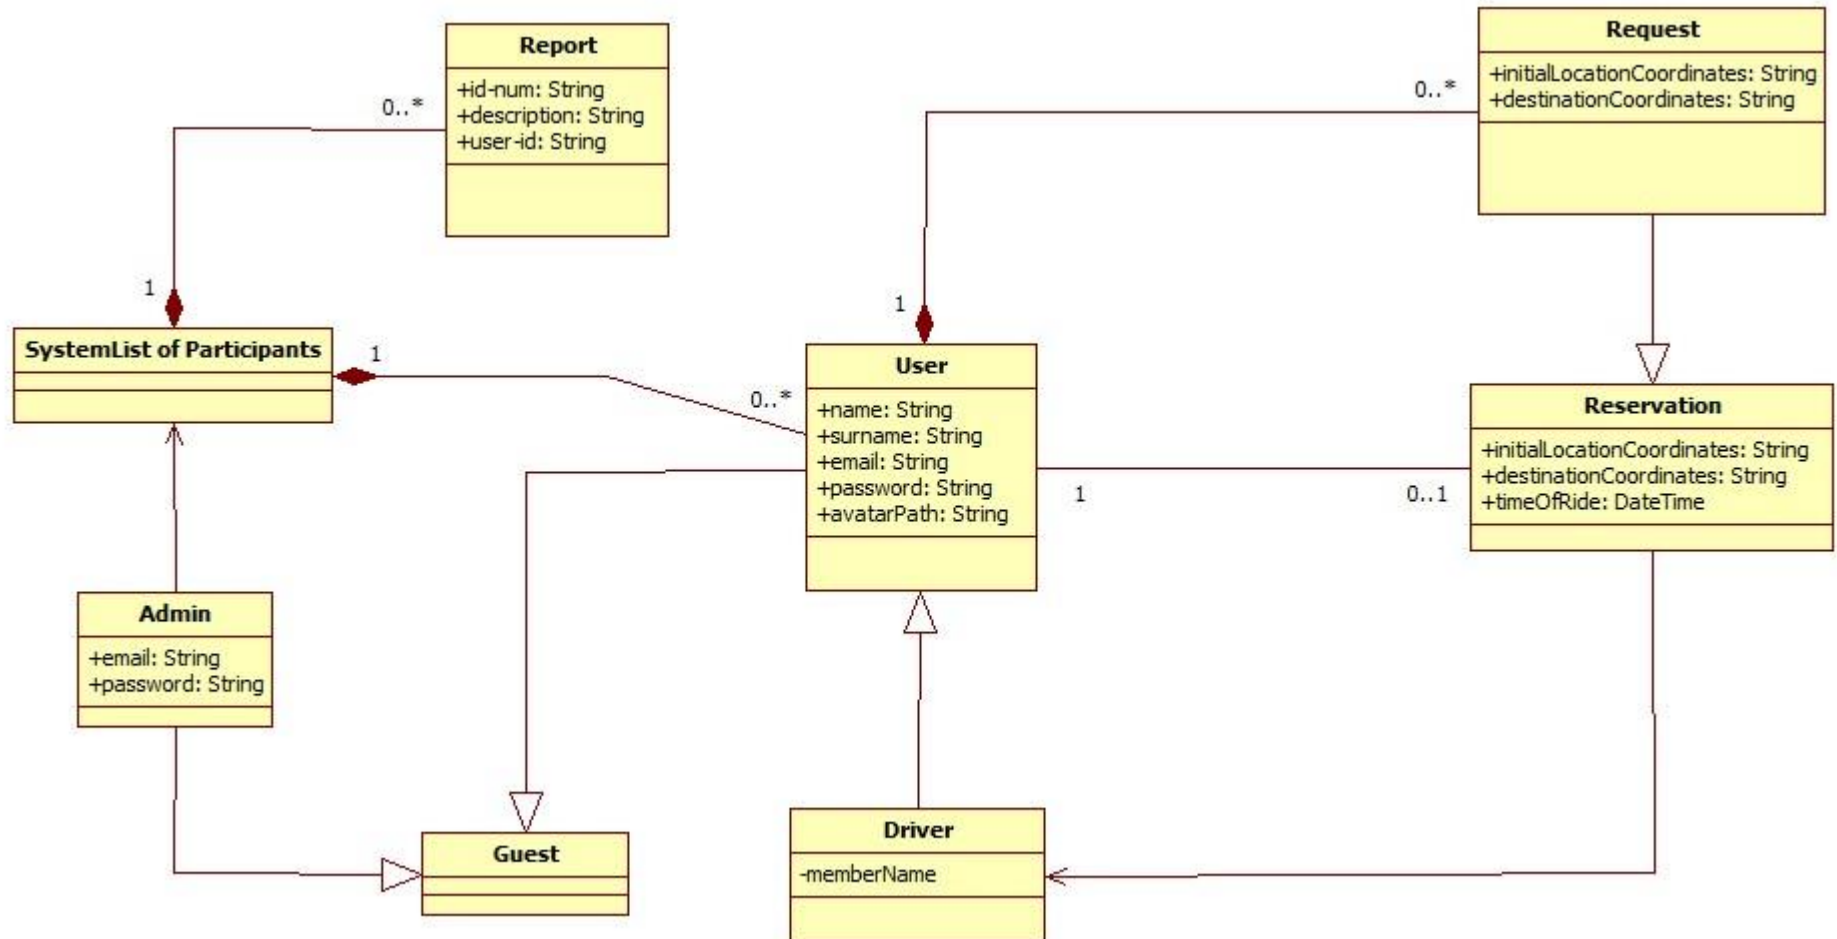 Report
+id-num: String
+description: String
+user-id: String
0..*
Request
+initialLocationCoordinates: String
+destinationCoordinates: String
0..*
1
SystemList of Participants
1
0..*
1
User
+name: String
+surname: String
+email: String
+password: String
+avatarPath: String
1
0..1
Reservation
+initialLocationCoordinates: String
+destinationCoordinates: String
+timeOfRide: DateTime
Admin
+email: String
+password: String
Guest
Driver
-memberName